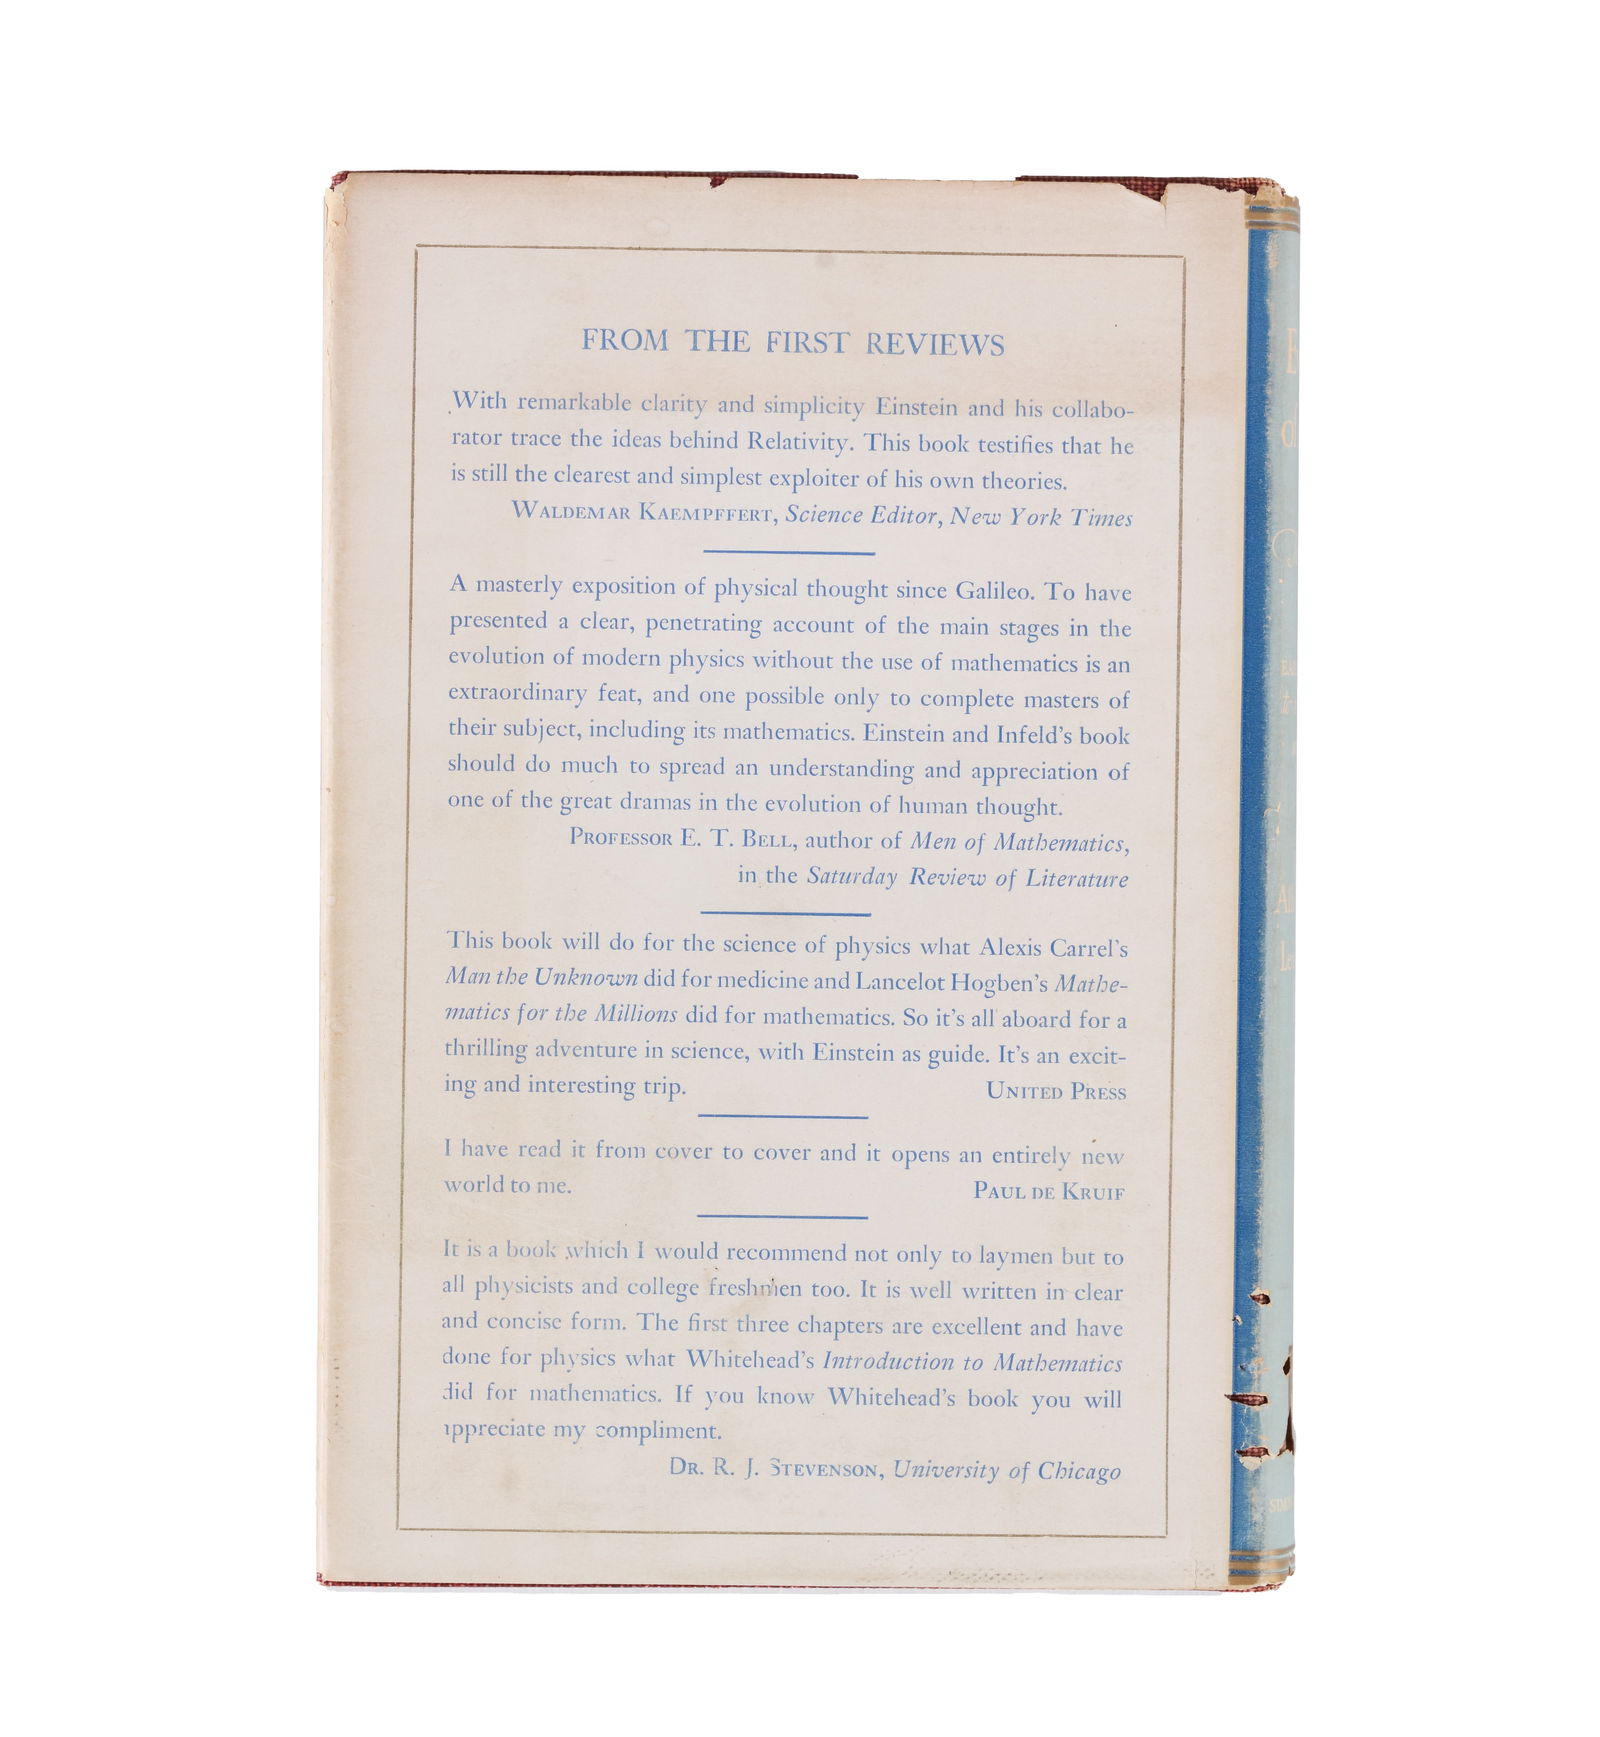 FROM THE FIRST REVIEWS
With remarkable clarity and simplicity Einstein and his collabo-
rator trace the ideas behind Relativity. This book testifies that he
is still the clearest and simplest exploiter of his own theories.
WALDEMAR KAEMPFFERT, Science Editor, New York Times
A masterly exposition of physical thought since Galileo. To have
presented a clear, penetrating account of the main stages in the
evolution of modern physics without the use of mathematics is an
extraordinary feat, and one possible only to complete masters of
their subject, including its mathematics. Einstein and Infeld's book
should do much to spread an understanding and appreciation of
one of the great dramas in the evolution of human thought.
PROFESSOR E. T. BELL, author of Men of Mathematics,
in the Saturday Review of Literature
This book will do for the science of physics what Alexis Carrel's
Man the Unknown did for medicine and Lancelot Hogben's Mathe-
matics for the Millions did for mathematics. So it's all aboard for a
thrilling adventure in science, with Einstein as guide. It's an excit-
ing and interesting trip. UNITED PRESS
I have read it from cover to cover and it opens an entirely new
world to me. PAUL DE KRUIF
It is a book which I would recommend not only to laymen but to
all physicists and college freshmen too. It is well written in clear
and concise form. The first three chapters are excellent and have
done for physics what Whitehead's Introduction to Mathematics
did for mathematics. If you know Whitehead's book you will
appreciate my compliment.
DR. R. J. STEVENSON, University of Chicago